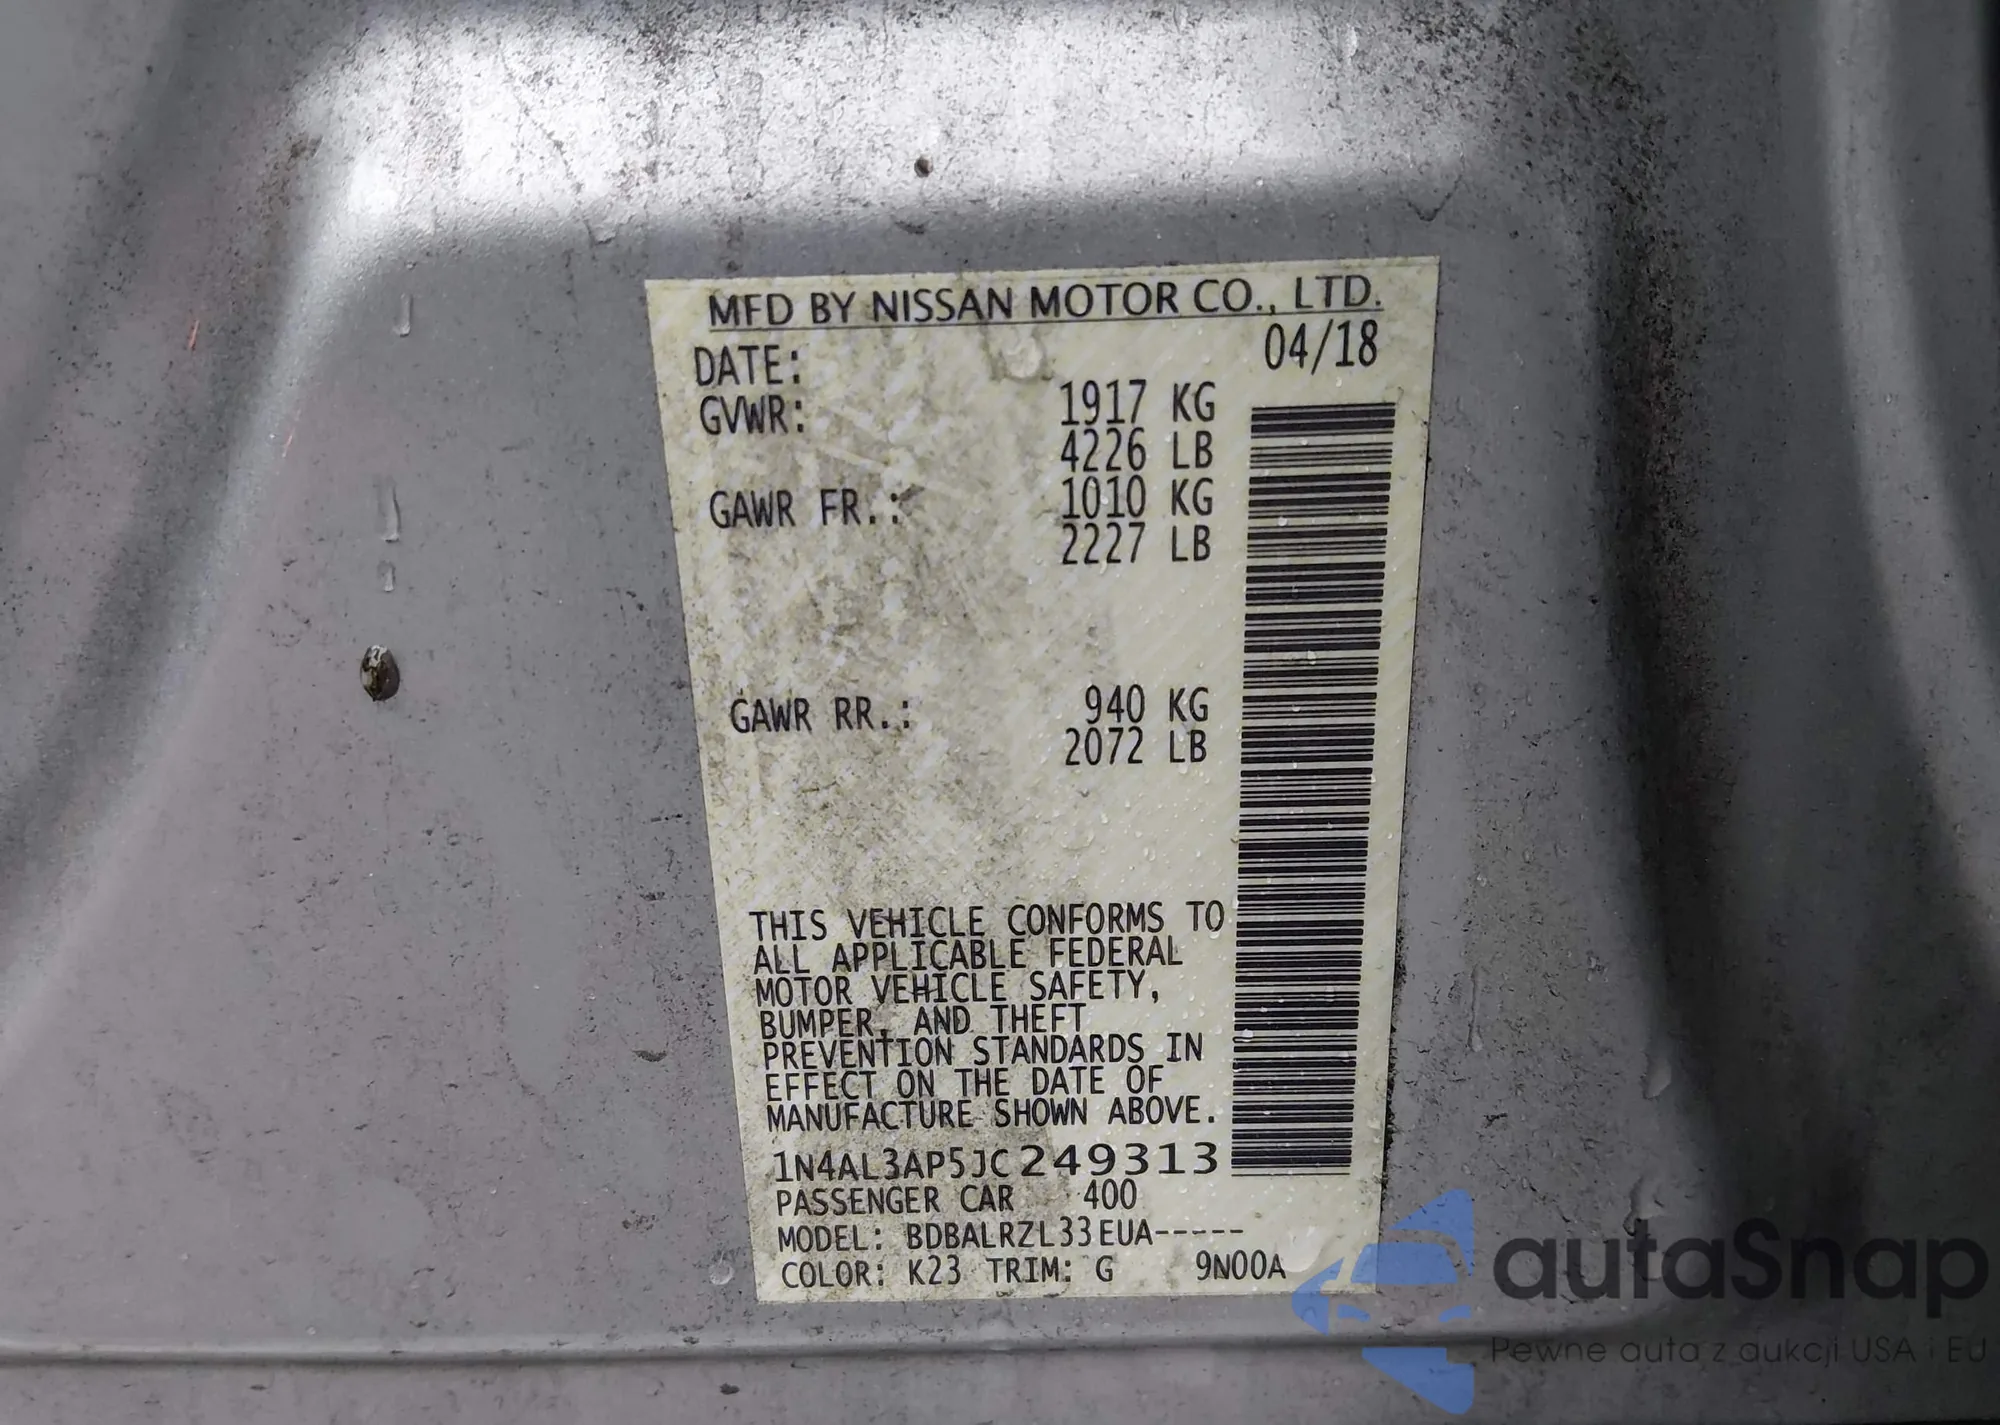 MFD BY NISSAN MOTOR CO., LTD.
DATE: 04/18
GVWR: 1917 KG
4226 LB
GAWR FR.: 1010 KG
2227 LB
GAWR RR.: 940 KG
2072 LB
THIS VEHICLE CONFORMS TO
ALL APPLICABLE FEDERAL
MOTOR VEHICLE SAFETY,
BUMPER, AND THEFT
PREVENTION STANDARDS IN
EFFECT ON THE DATE OF
MANUFACTURE SHOWN ABOVE.
1N4AL3AP5JC249313
PASSENGER CAR 400
MODEL: BDBALRZL33EUA-----
COLOR: K23 TRIM: G 9N00A
autaSnap
Pewne auta z aukcji USA i EU